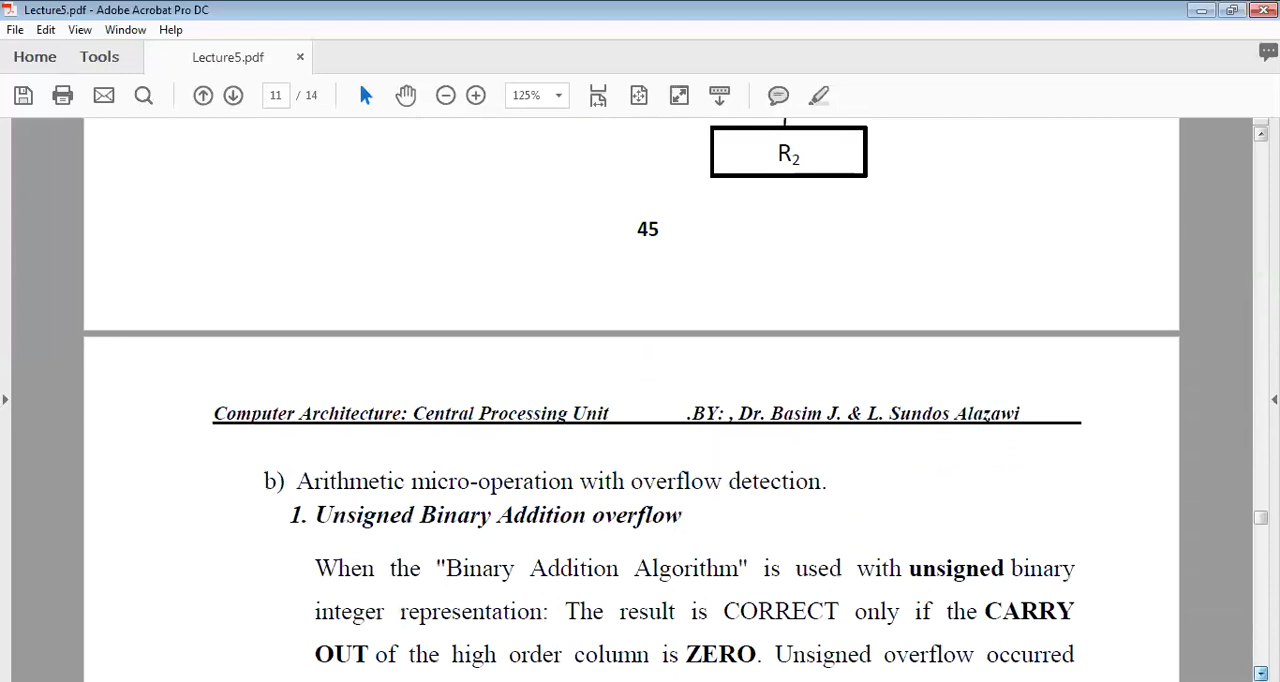 Lecture5.pdf - Adobe Acrobat Pro DC
File Edit View Window Help
Home Tools Lecture5.pdf ×
11 / 14 125%
R₂
45
Computer Architecture: Central Processing Unit .BY: , Dr. Basim J. & L. Sundos Alazawi
b) Arithmetic micro-operation with overflow detection.
1. Unsigned Binary Addition overflow
When the "Binary Addition Algorithm" is used with unsigned binary
integer representation: The result is CORRECT only if the CARRY
OUT of the high order column is ZERO. Unsigned overflow occurred